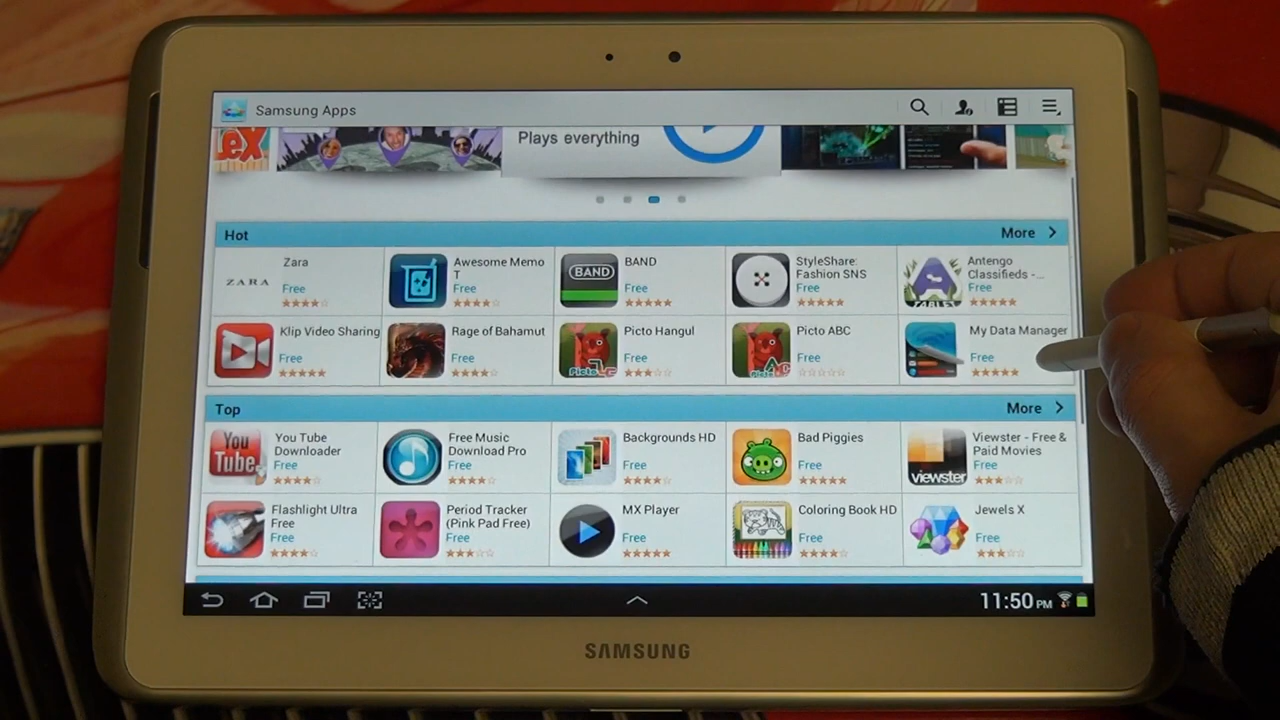 Samsung Apps
LEX
Plays everything
Hot
More
ZARA
Zara
Free
Awesome Memo
T
Free
BAND
BAND
Free
StyleShare:
Fashion SNS
Free
Antengo
Classifieds -...
Free
Klip Video Sharing
Free
Rage of Bahamut
Free
Picto Hangul
Free
Picto ABC
Free
My Data Manager
Free
Top
More
You
Tube
You Tube
Downloader
Free
Free Music
Download Pro
Free
Backgrounds HD
Free
Bad Piggies
Free
viewster
Viewster - Free &
Paid Movies
Free
Flashlight Ultra
Free
Free
Period Tracker
(Pink Pad Free)
Free
MX Player
Free
Coloring Book HD
Free
Jewels X
Free
11:50 PM
SAMSUNG